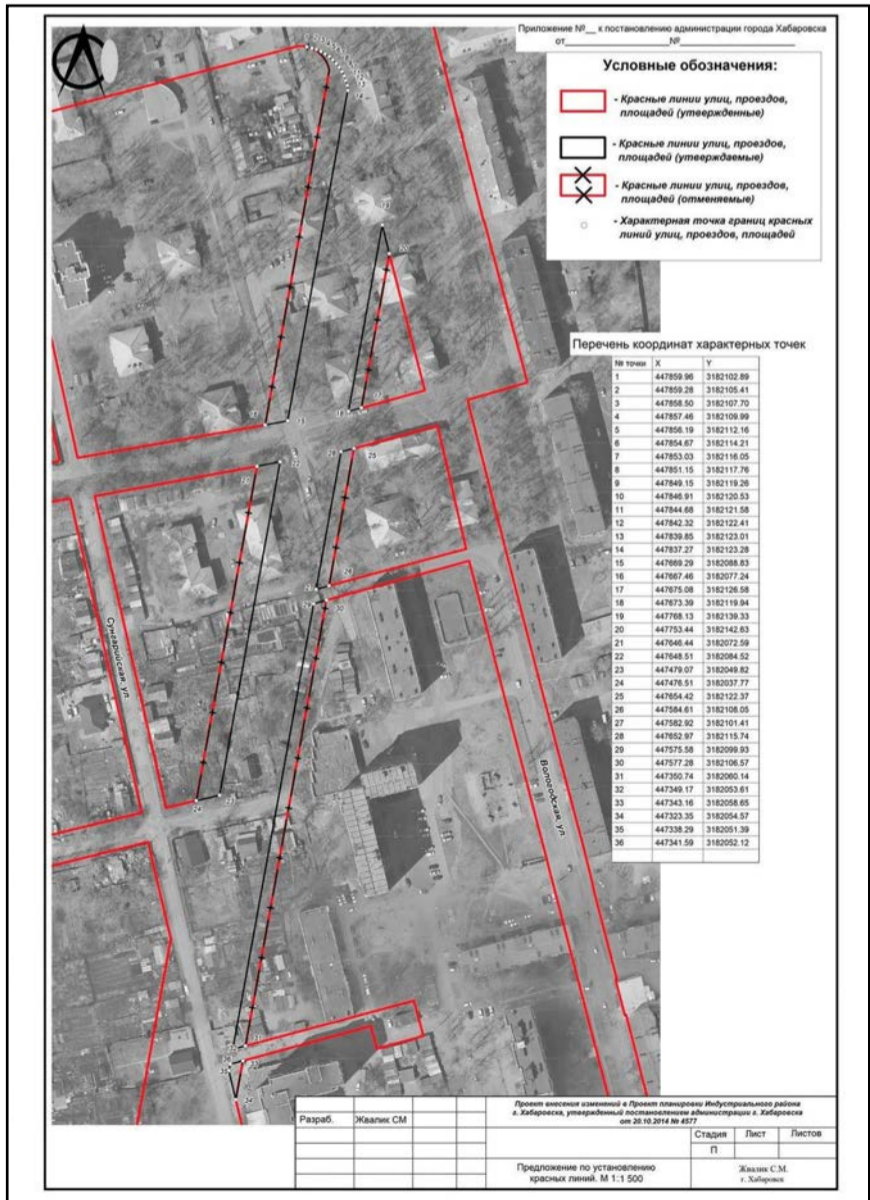 Приложение №__ к постановлению администрации города Хабаровска
от____________________№______________________
Условные обозначения:
- Красные линии улиц, проездов,
площадей (утвержденные)
- Красные линии улиц, проездов,
площадей (утверждаемые)
- Красные линии улиц, проездов,
площадей (отменяемые)
- Характерная точка границ красных
линий улиц, проездов, площадей
Перечень координат характерных точек
№ точки X Y
1 447859.96 3182102.89
2 447859.28 3182105.41
3 447858.50 3182107.70
4 447857.46 3182109.99
5 447856.19 3182112.16
6 447854.67 3182114.21
7 447853.03 3182116.05
8 447851.15 3182117.76
9 447849.15 3182119.26
10 447846.91 3182120.53
11 447844.68 3182121.58
12 447842.32 3182122.41
13 447839.85 3182123.01
14 447837.27 3182123.28
15 447669.29 3182088.83
16 447667.46 3182077.24
17 447675.08 3182126.58
18 447673.39 3182119.94
19 447768.13 3182139.33
20 447753.44 3182142.63
21 447646.44 3182072.59
22 447648.51 3182084.52
23 447479.07 3182049.82
24 447476.51 3182037.77
25 447654.42 3182122.37
26 447584.61 3182108.05
27 447582.92 3182101.41
28 447652.97 3182115.74
29 447575.58 3182099.93
30 447577.28 3182106.57
31 447350.74 3182060.14
32 447349.17 3182053.61
33 447343.16 3182058.65
34 447323.35 3182054.57
35 447338.29 3182051.39
36 447341.59 3182052.12
Сунгарийская, ул.
Вологодская, ул.
Разраб. Жвалик СМ
Проект внесения изменений в Проект планировки Индустриального района
г. Хабаровска, утвержденный постановлением администрации г. Хабаровска
от 20.10.2014 № 4577
Стадия Лист Листов
П
Предложение по установлению
красных линий. М 1:1 500
Жвалик С.М.
г. Хабаровск